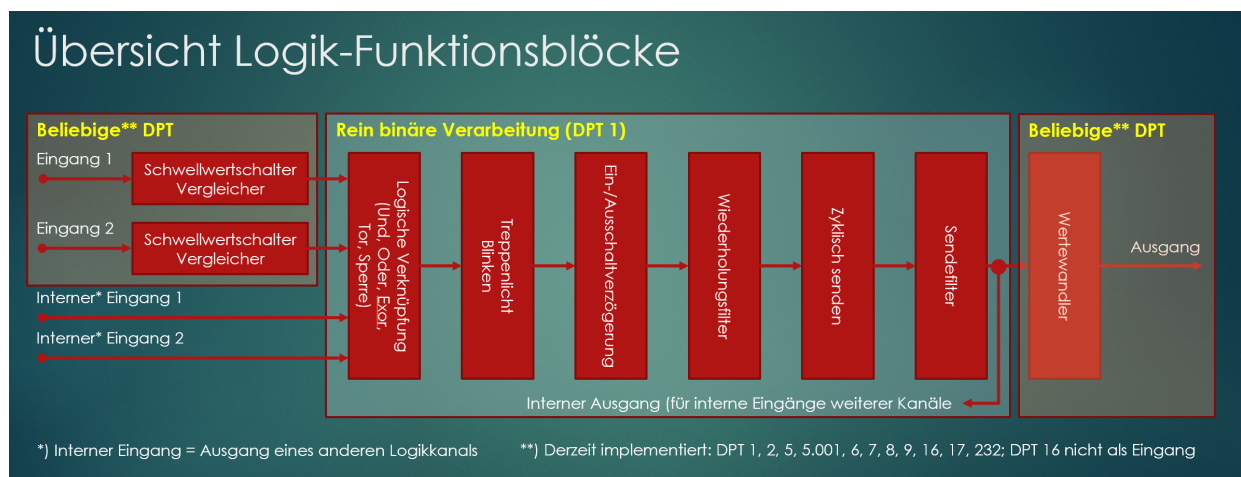 Übersicht Logik-Funktionsblöcke
Beliebige** DPT
Eingang 1
Schwellwertschalter
Vergleicher
Eingang 2
Schwellwertschalter
Vergleicher
Interner* Eingang 1
Interner* Eingang 2
Rein binäre Verarbeitung (DPT 1)
Logische Verknüpfung
(Und, Oder, Exor,
Tor, Sperre)
Treppenlicht
Blinken
Ein-/Ausschaltverzögerung
Wiederholungsfilter
Zyklisch senden
Sendefilter
Interner Ausgang (für interne Eingänge weiterer Kanäle
Beliebige** DPT
Wertewandler
Ausgang
*) Interner Eingang = Ausgang eines anderen Logikkanals
**) Derzeit implementiert: DPT 1, 2, 5, 5.001, 6, 7, 8, 9, 16, 17, 232; DPT 16 nicht als Eingang